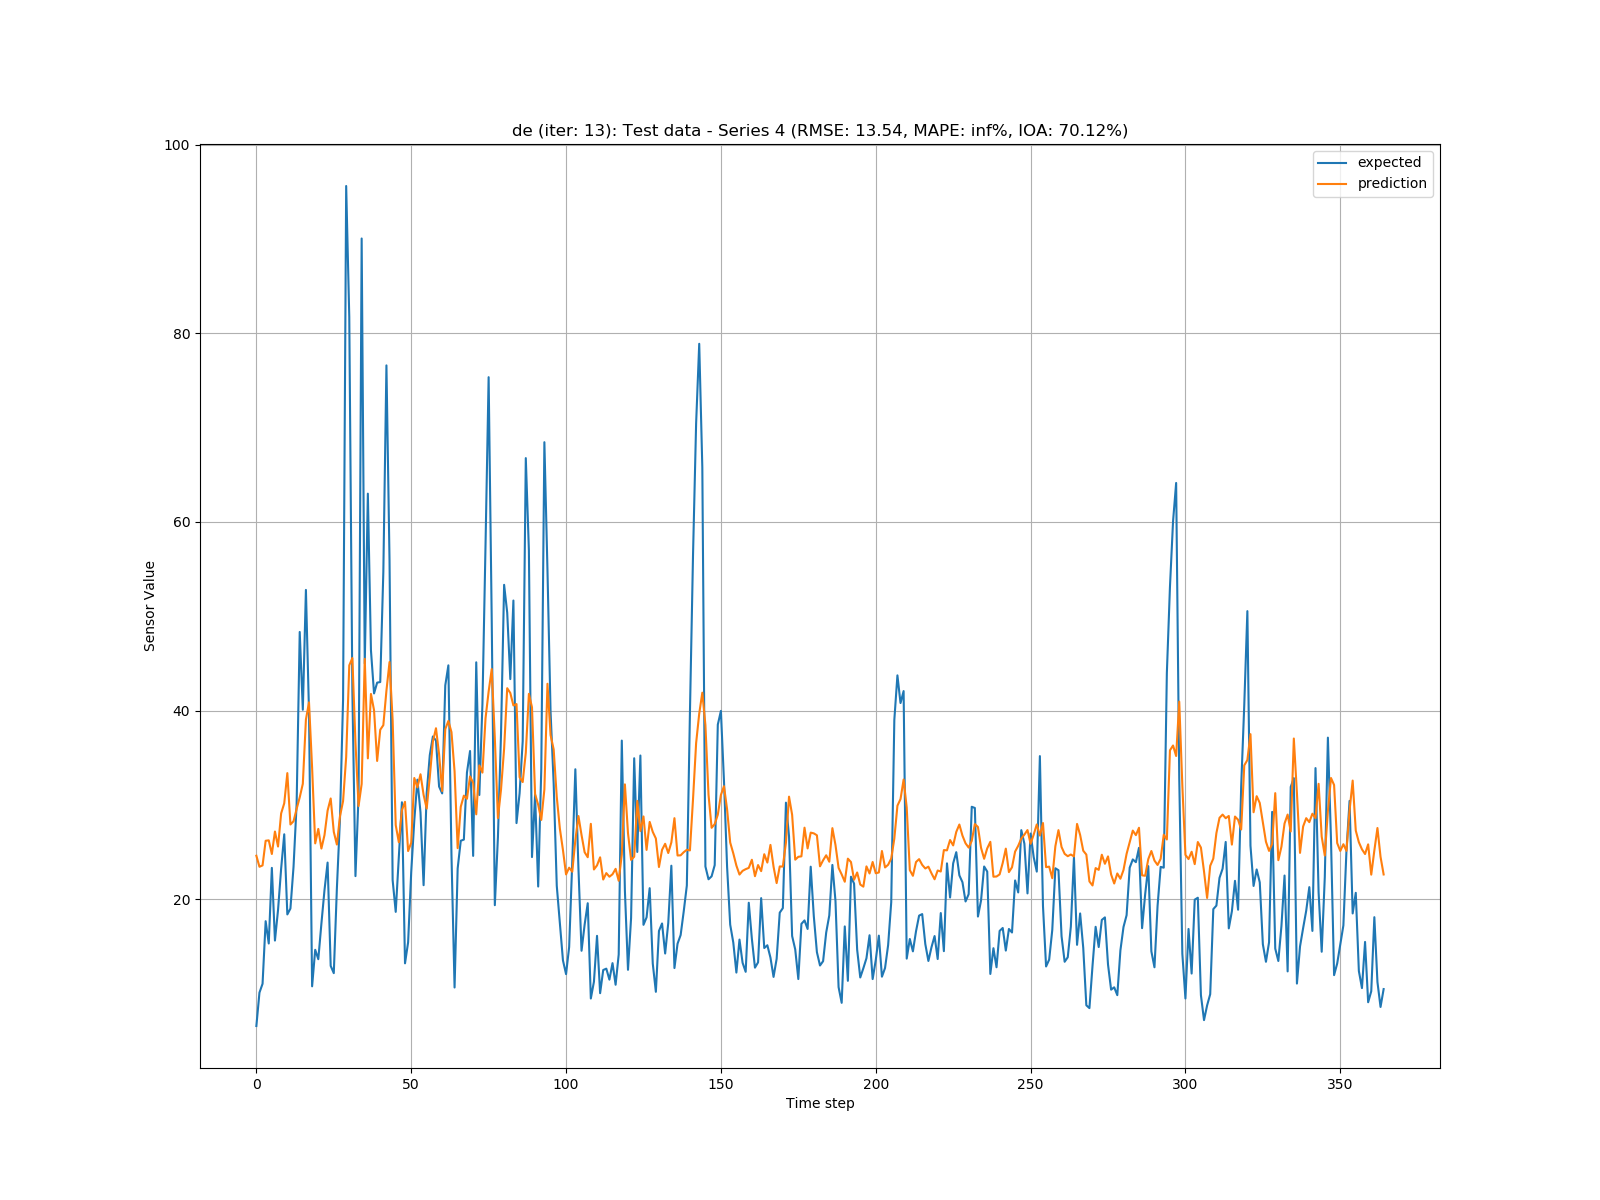 de (iter: 13): Test data - Series 4 (RMSE: 13.54, MAPE: inf%, IOA: 70.12%)
100
80
60
40
20
Sensor Value
expected
prediction
0 50 100 150 200 250 300 350
Time step